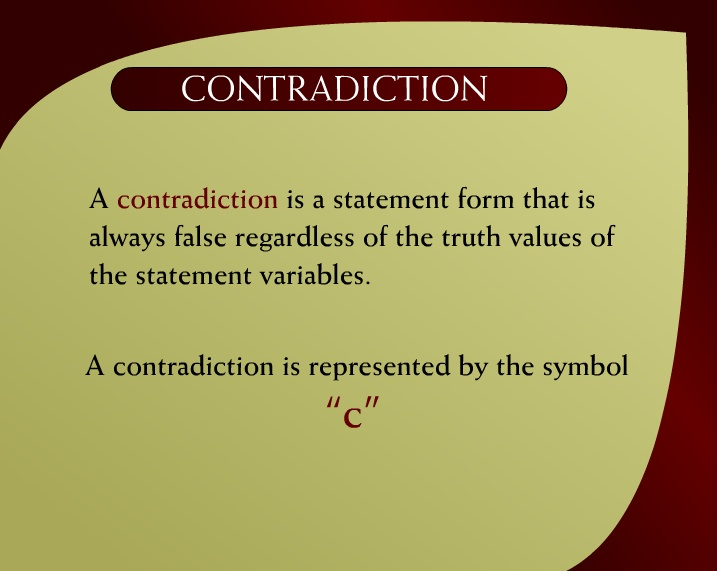 CONTRADICTION
A contradiction is a statement form that is
always false regardless of the truth values of
the statement variables.
A contradiction is represented by the symbol
“c”